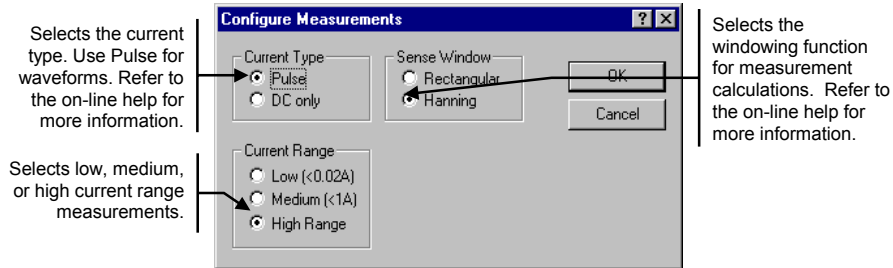 Selects the current
type. Use Pulse for
waveforms. Refer to
the on-line help for
more information.
Selects low, medium,
or high current range
measurements.
Configure Measurements
Current Type
Pulse
DC only
Sense Window
Rectangular
Hanning
OK
Cancel
Current Range
Low (<0.02A)
Medium (<1A)
High Range
Selects the
windowing function
for measurement
calculations. Refer to
the on-line help for
more information.